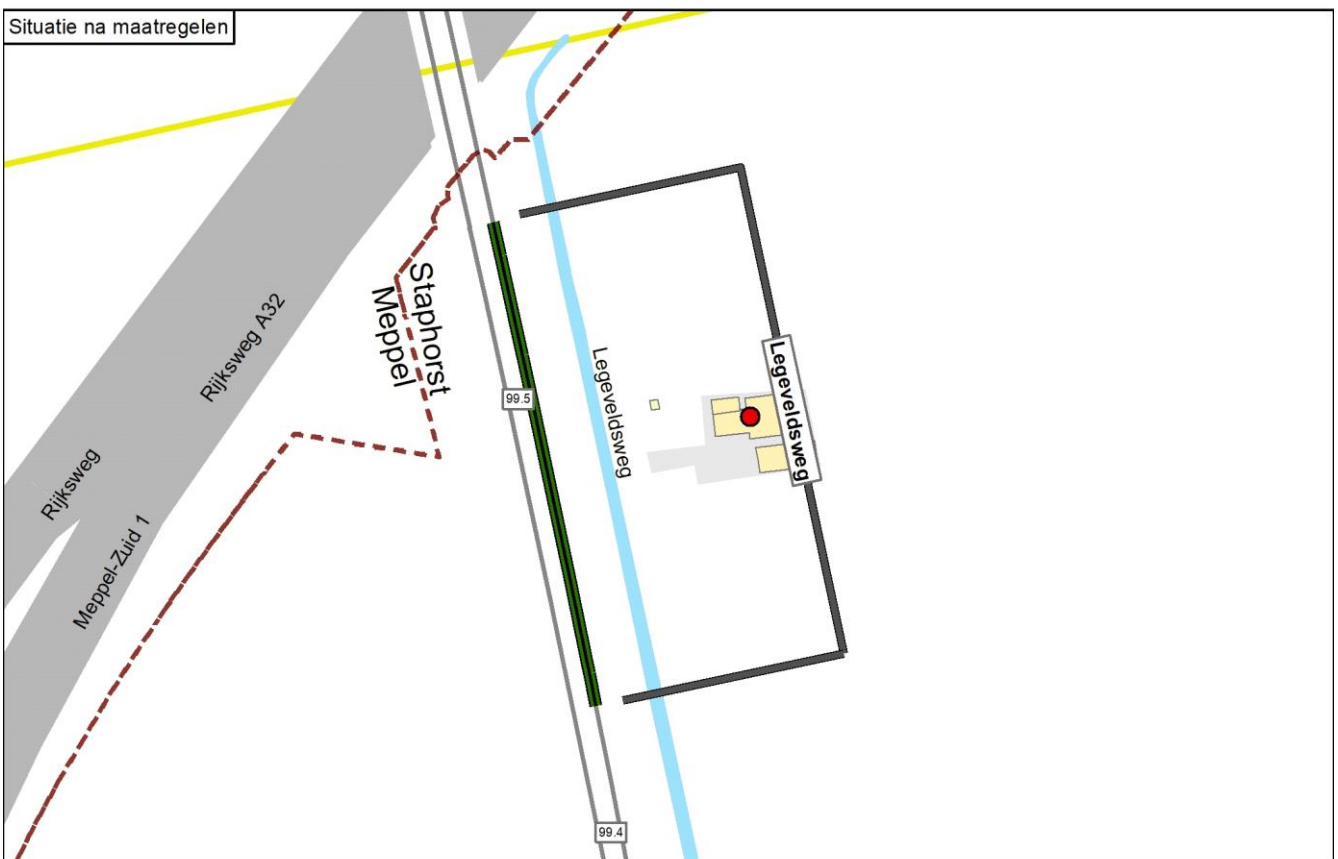 Situatie na maatregelen
Staphorst
Meppel
Rijksweg A32
Legeveldsweg
Legeveldsweg
99.5
Rijksweg
Meppel-Zuid 1
99.4